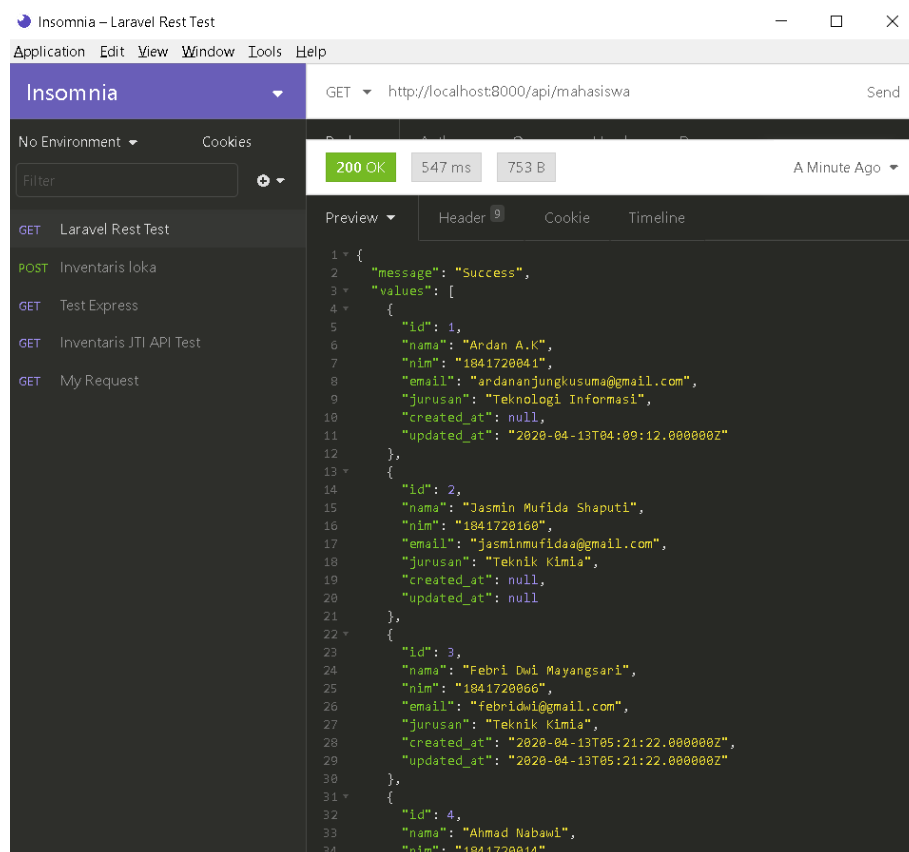 Insomnia – Laravel Rest Test
Application Edit View Window Tools Help
Insomnia
GET http://localhost:8000/api/mahasiswa Send
No Environment Cookies
200 OK 547 ms 753 B A Minute Ago
Filter
Preview Header 9 Cookie Timeline
GET Laravel Rest Test
POST Inventaris loka
GET Test Express
GET Inventaris JTI API Test
GET My Request
1 {
2 "message": "Success",
3 "values": [
4 {
5 "id": 1,
6 "nama": "Ardan A.K",
7 "nim": "1841720041",
8 "email": "ardananjungkusuma@gmail.com",
9 "jurusan": "Teknologi Informasi",
10 "created_at": null,
11 "updated_at": "2020-04-13T04:09:12.000000Z"
12 },
13 {
14 "id": 2,
15 "nama": "Jasmin Mufida Shaputi",
16 "nim": "1841720160",
17 "email": "jasminmufidaa@gmail.com",
18 "jurusan": "Teknik Kimia",
19 "created_at": null,
20 "updated_at": null
21 },
22 {
23 "id": 3,
24 "nama": "Febri Dwi Mayangsari",
25 "nim": "1841720066",
26 "email": "febridwi@gmail.com",
27 "jurusan": "Teknik Kimia",
28 "created_at": "2020-04-13T05:21:22.000000Z",
29 "updated_at": "2020-04-13T05:21:22.000000Z"
30 },
31 {
32 "id": 4,
33 "nama": "Ahmad Nabawi",
34 "nim": "1841720014"